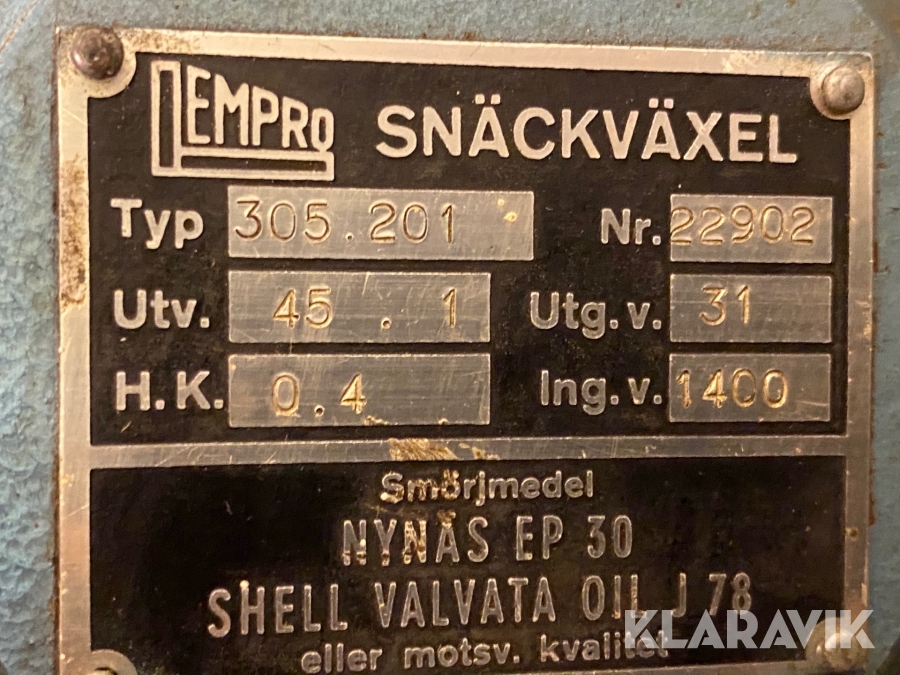 LEMPRO SNÄCKVÄXEL
Typ 305.201 Nr. 22902
Utv. 45 . 1 Utg.v. 31
H.K. 0.4 Ing.v. 1400
Smörjmedel
NYNÄS EP 30
SHELL VALVATA OIL J 78
eller motsv. kvalitet
KLARAVIK